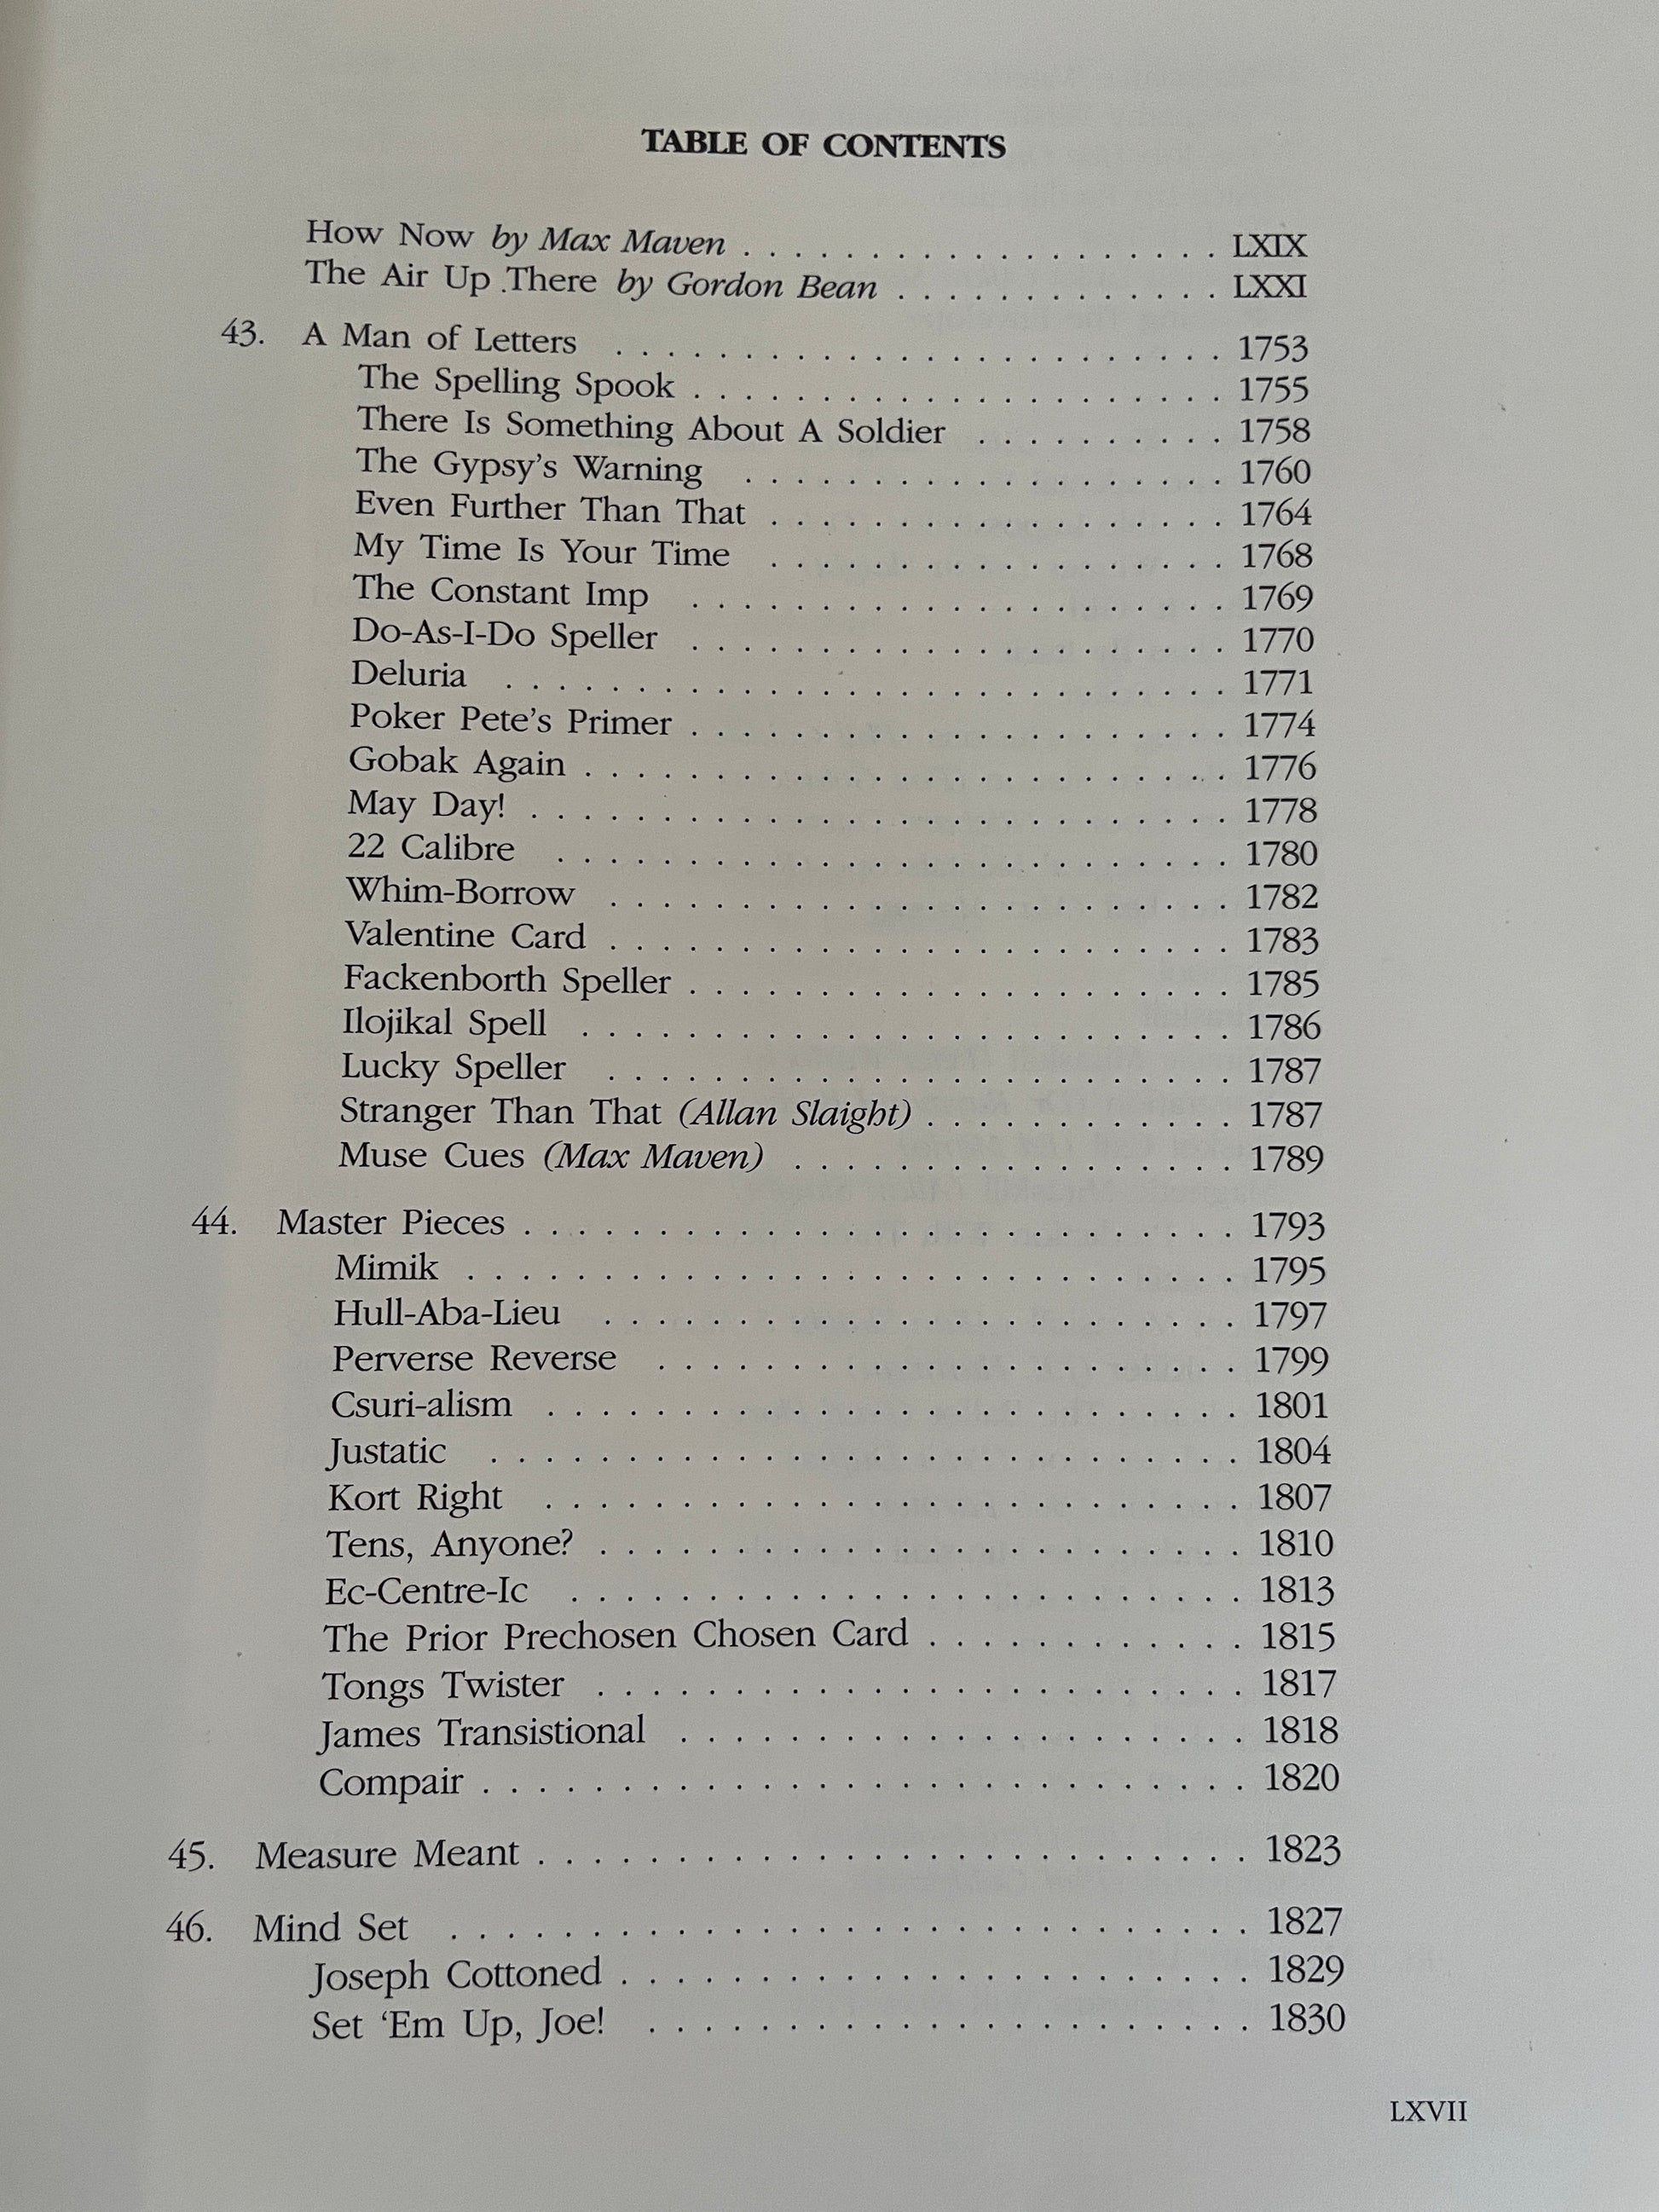 TABLE OF CONTENTS
How Now by Max Maven . . . . . . . . . . . . . . . . . . . LXIX
The Air Up There by Gordon Bean . . . . . . . . . . . . . LXXI
43. A Man of Letters . . . . . . . . . . . . . . . . . . . . . . . . 1753
The Spelling Spook . . . . . . . . . . . . . . . . . . . . . 1755
There Is Something About A Soldier . . . . . . . . . . 1758
The Gypsy's Warning . . . . . . . . . . . . . . . . . . . 1760
Even Further Than That . . . . . . . . . . . . . . . . . . 1764
My Time Is Your Time . . . . . . . . . . . . . . . . . . 1768
The Constant Imp . . . . . . . . . . . . . . . . . . . . . 1769
Do-As-I-Do Speller . . . . . . . . . . . . . . . . . . . . . 1770
Deluria . . . . . . . . . . . . . . . . . . . . . . . . . . . . 1771
Poker Pete's Primer . . . . . . . . . . . . . . . . . . . . . 1774
Gobak Again . . . . . . . . . . . . . . . . . . . . . . . . . 1776
May Day! . . . . . . . . . . . . . . . . . . . . . . . . . . . 1778
22 Calibre . . . . . . . . . . . . . . . . . . . . . . . . . . 1780
Whim-Borrow . . . . . . . . . . . . . . . . . . . . . . . . 1782
Valentine Card . . . . . . . . . . . . . . . . . . . . . . . . 1783
Fackenborth Speller . . . . . . . . . . . . . . . . . . . . . 1785
Ilojikal Spell . . . . . . . . . . . . . . . . . . . . . . . . . 1786
Lucky Speller . . . . . . . . . . . . . . . . . . . . . . . . 1787
Stranger Than That (Allan Slaight) . . . . . . . . . . . . 1787
Muse Cues (Max Maven) . . . . . . . . . . . . . . . . . 1789
44. Master Pieces . . . . . . . . . . . . . . . . . . . . . . . . . . . 1793
Mimik . . . . . . . . . . . . . . . . . . . . . . . . . . . . . 1795
Hull-Aba-Lieu . . . . . . . . . . . . . . . . . . . . . . . . 1797
Perverse Reverse . . . . . . . . . . . . . . . . . . . . . . 1799
Csuri-alism . . . . . . . . . . . . . . . . . . . . . . . . . . 1801
Justatic . . . . . . . . . . . . . . . . . . . . . . . . . . . . 1804
Kort Right . . . . . . . . . . . . . . . . . . . . . . . . . . 1807
Tens, Anyone? . . . . . . . . . . . . . . . . . . . . . . . . 1810
Ec-Centre-Ic . . . . . . . . . . . . . . . . . . . . . . . . . 1813
The Prior Prechosen Chosen Card . . . . . . . . . . . . 1815
Tongs Twister . . . . . . . . . . . . . . . . . . . . . . . . 1817
James Transistional . . . . . . . . . . . . . . . . . . . . . 1818
Compair . . . . . . . . . . . . . . . . . . . . . . . . . . . . 1820
45. Measure Meant . . . . . . . . . . . . . . . . . . . . . . . . . . 1823
46. Mind Set . . . . . . . . . . . . . . . . . . . . . . . . . . . . . 1827
Joseph Cottoned . . . . . . . . . . . . . . . . . . . . . . . 1829
Set ‘Em Up, Joe! . . . . . . . . . . . . . . . . . . . . . . 1830
LXVII